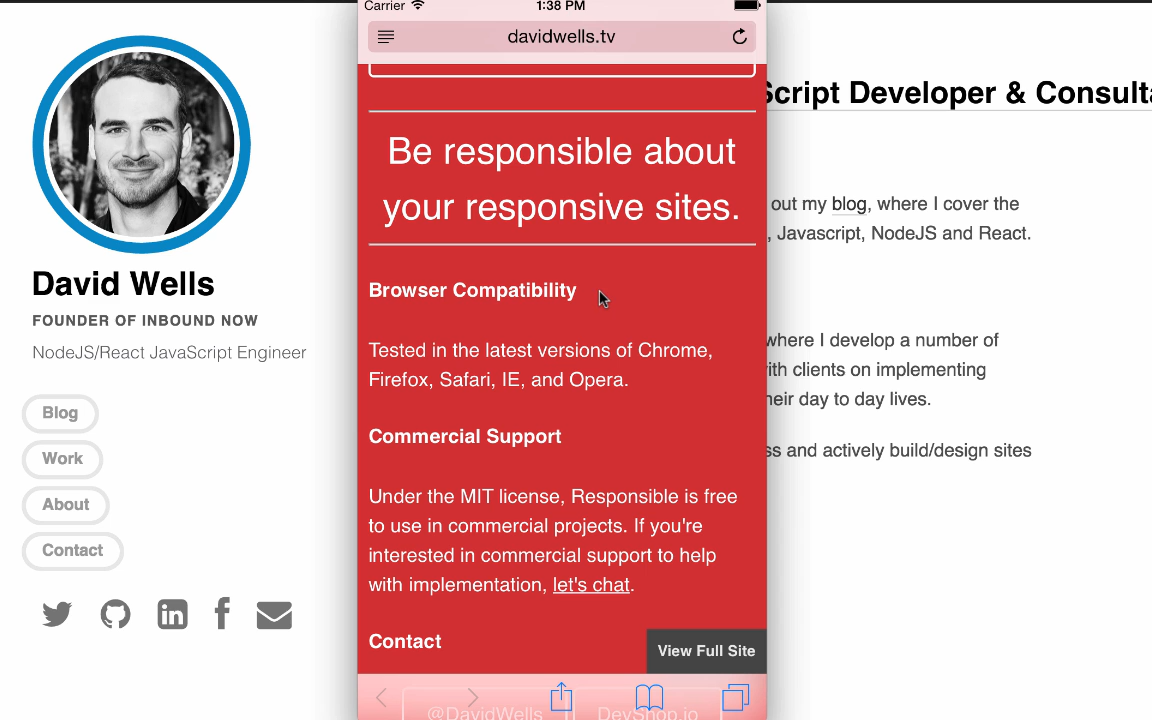 David Wells
FOUNDER OF INBOUND NOW
NodeJS/React JavaScript Engineer
Blog
Work
About
Contact
Carrier
1:38 PM
davidwells.tv
Be responsible about
your responsive sites.
Browser Compatibility
Tested in the latest versions of Chrome,
Firefox, Safari, IE, and Opera.
Commercial Support
Under the MIT license, Responsible is free
to use in commercial projects. If you're
interested in commercial support to help
with implementation, let's chat.
Contact
View Full Site
@DavidWells
DevShop.io
Script Developer & Consulta
out my blog, where I cover the
, Javascript, NodeJS and React.
where I develop a number of
ith clients on implementing
heir day to day lives.
ss and actively build/design sites